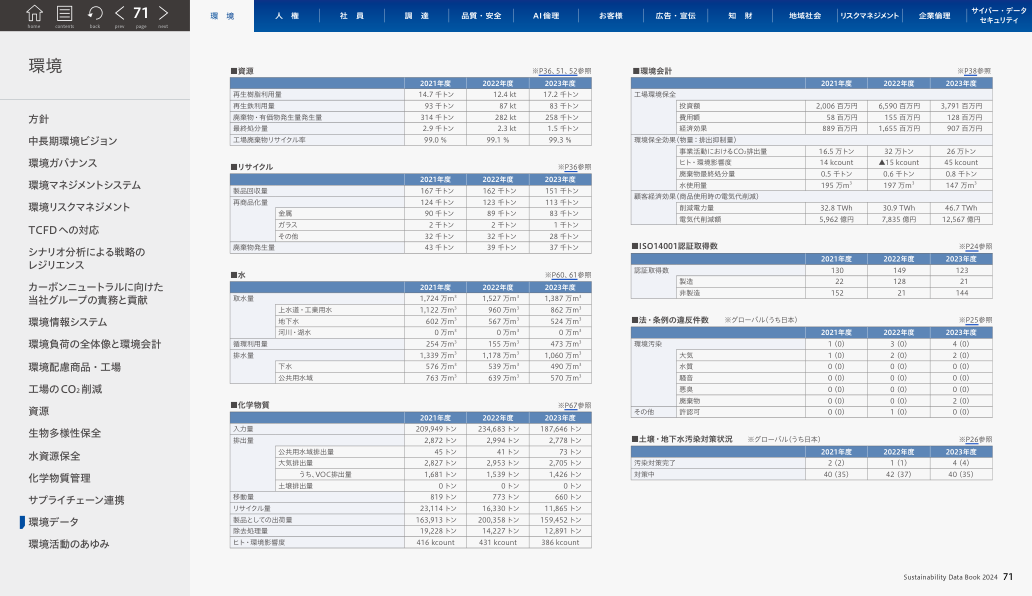 71
home contents back prev page next
環 境
人 権
社 員
調 達
品質・安全
AI倫理
お客様
広告・宣伝
知 財
地域社会
リスクマネジメント
企業倫理
サイバー・データ
セキュリティ
環境
方針
中長期環境ビジョン
環境ガバナンス
環境マネジメントシステム
環境リスクマネジメント
TCFDへの対応
シナリオ分析による戦略の
レジリエンス
カーボンニュートラルに向けた
当社グループの責務と貢献
環境情報システム
環境負荷の全体像と環境会計
環境配慮商品・工場
工場のCO₂削減
資源
生物多様性保全
水資源保全
化学物質管理
サプライチェーン連携
環境データ
環境活動のあゆみ
■資源 ※P36、51、52参照
2021年度 2022年度 2023年度
再生樹脂利用量 14.7 千トン 12.4 kt 17.2 千トン
再生鉄利用量 93 千トン 87 kt 83 千トン
廃棄物・有価物発生量発生量 314 千トン 282 kt 258 千トン
最終処分量 2.9 千トン 2.3 kt 1.5 千トン
工場廃棄物リサイクル率 99.0 % 99.1 % 99.3 %
■リサイクル ※P36参照
2021年度 2022年度 2023年度
製品回収量 167 千トン 162 千トン 151 千トン
再商品化量 124 千トン 123 千トン 113 千トン
金属 90 千トン 89 千トン 83 千トン
ガラス 2 千トン 2 千トン 1 千トン
その他 32 千トン 32 千トン 28 千トン
廃棄物発生量 43 千トン 39 千トン 37 千トン
■水 ※P60、61参照
2021年度 2022年度 2023年度
取水量 1,724 万m³ 1,527 万m³ 1,387 万m³
上水道・工業用水 1,122 万m³ 960 万m³ 862 万m³
地下水 602 万m³ 567 万m³ 524 万m³
河川・湖水 0 万m³ 0 万m³ 0 万m³
循環利用量 254 万m³ 155 万m³ 473 万m³
排水量 1,339 万m³ 1,178 万m³ 1,060 万m³
下水 576 万m³ 539 万m³ 490 万m³
公共用水域 763 万m³ 639 万m³ 570 万m³
■化学物質 ※P67参照
2021年度 2022年度 2023年度
入力量 209,949 トン 234,683 トン 187,646 トン
排出量 2,872 トン 2,994 トン 2,778 トン
公共用水域排出量 45 トン 41 トン 73 トン
大気排出量 2,827 トン 2,953 トン 2,705 トン
うち、VOC排出量 1,681 トン 1,539 トン 1,426 トン
土壌排出量 0 トン 0 トン 0 トン
移動量 819 トン 773 トン 660 トン
リサイクル量 23,114 トン 16,330 トン 11,865 トン
製品としての出荷量 163,913 トン 200,358 トン 159,452 トン
除去処理量 19,228 トン 14,227 トン 12,891 トン
ヒト・環境影響度 416 kcount 431 kcount 386 kcount
■環境会計 ※P38参照
2021年度 2022年度 2023年度
工場環境保全
投資額 2,006 百万円 6,590 百万円 3,791 百万円
費用額 58 百万円 155 百万円 128 百万円
経済効果 889 百万円 1,655 百万円 907 百万円
環境保全効果（物量：排出抑制量）
事業活動におけるCO₂排出量 16.5 万トン 32 万トン 26 万トン
ヒト・環境影響度 14 kcount ▲15 kcount 45 kcount
廃棄物最終処分量 0.5 千トン 0.6 千トン 0.8 千トン
水使用量 195 万m³ 197 万m³ 147 万m³
顧客経済効果（商品使用時の電気代削減）
削減電力量 32.8 TWh 30.9 TWh 46.7 TWh
電気代削減額 5,962 億円 7,835 億円 12,567 億円
■ISO14001認証取得数 ※P24参照
2021年度 2022年度 2023年度
認証取得数 130 149 123
製造 22 128 21
非製造 152 21 144
■法・条例の違反件数 ※グローバル（うち日本） ※P25参照
2021年度 2022年度 2023年度
環境汚染 1（0） 3（0） 4（0）
大気 1（0） 2（0） 2（0）
水質 0（0） 0（0） 0（0）
騒音 0（0） 0（0） 0（0）
悪臭 0（0） 0（0） 0（0）
廃棄物 0（0） 0（0） 2（0）
その他 許認可 0（0） 1（0） 0（0）
■土壌・地下水汚染対策状況 ※グローバル（うち日本） ※P26参照
2021年度 2022年度 2023年度
汚染対策完了 2（2） 1（1） 4（4）
対策中 40（35） 42（37） 40（35）
Sustainability Data Book 2024 71